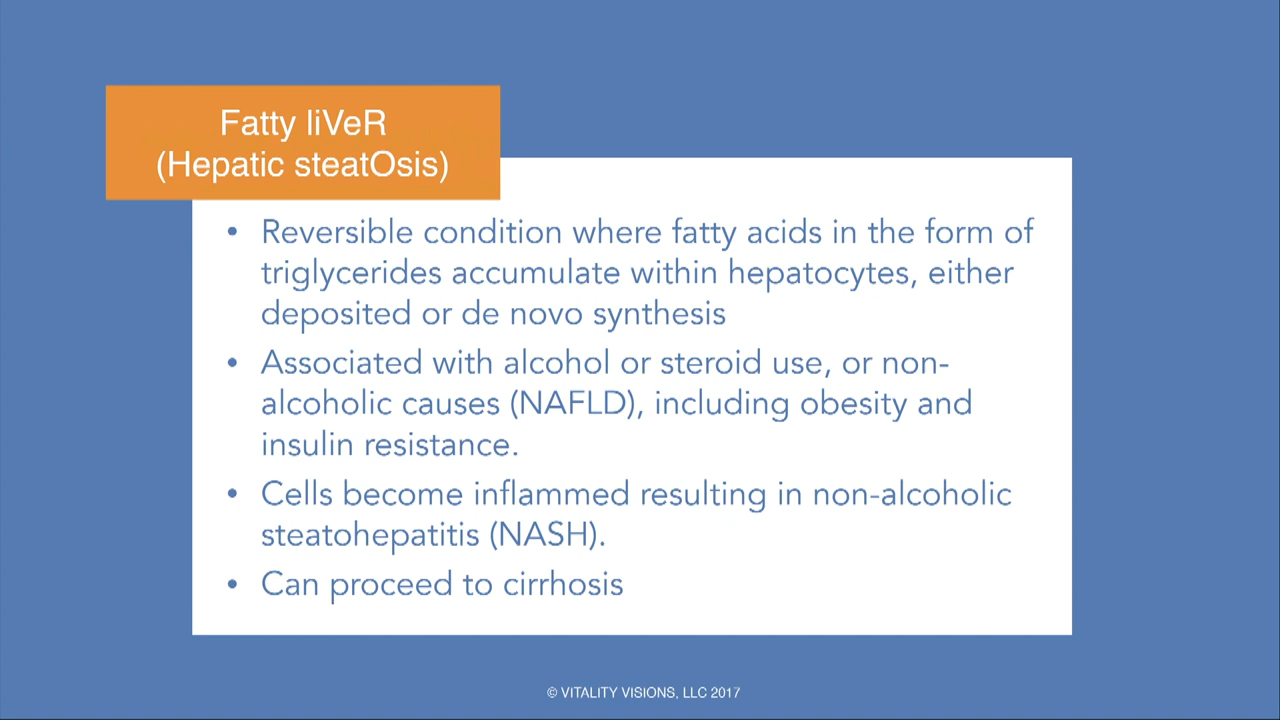 Fatty liVeR
(Hepatic steatOsis)
• Reversible condition where fatty acids in the form of
triglycerides accumulate within hepatocytes, either
deposited or de novo synthesis
• Associated with alcohol or steroid use, or non-
alcoholic causes (NAFLD), including obesity and
insulin resistance.
• Cells become inflammed resulting in non-alcoholic
steatohepatitis (NASH).
• Can proceed to cirrhosis
© VITALITY VISIONS, LLC 2017